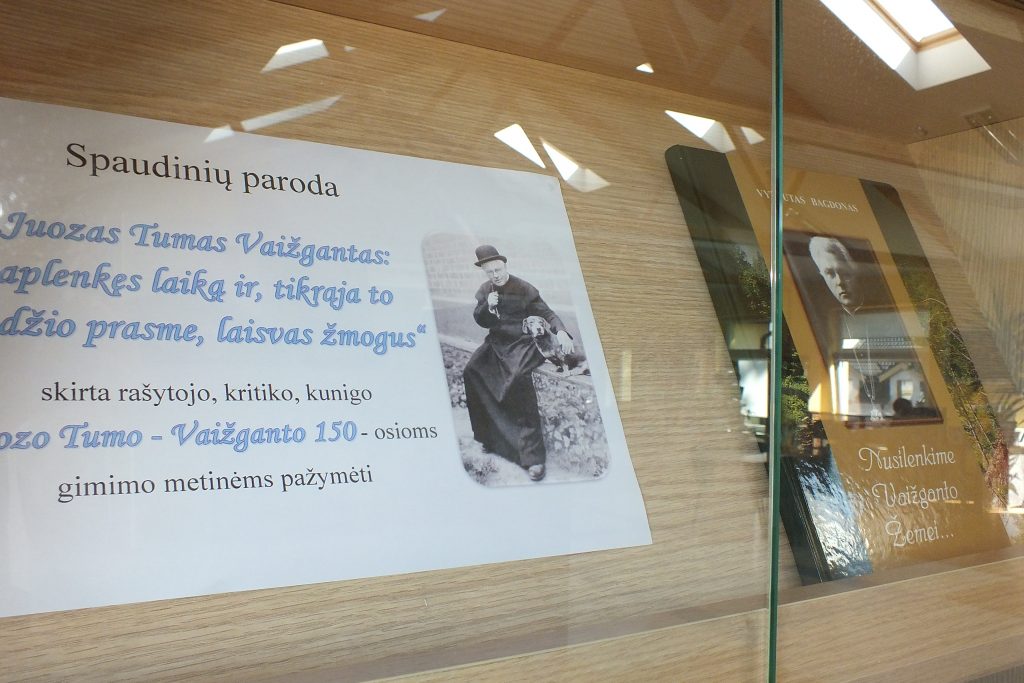 Spaudinių paroda
Juozas Tumas Vaižgantas:
aplenkęs laiką ir, tikrąja to
džio prasme, laisvas žmogus“
skirta rašytojo, kritiko, kunigo
ozo Tumo - Vaižganto 150 - osioms
gimimo metinėms pažymėti
VYTAUTAS BAGDONAS
Nusilenkime
Vaižganto
Žemei...